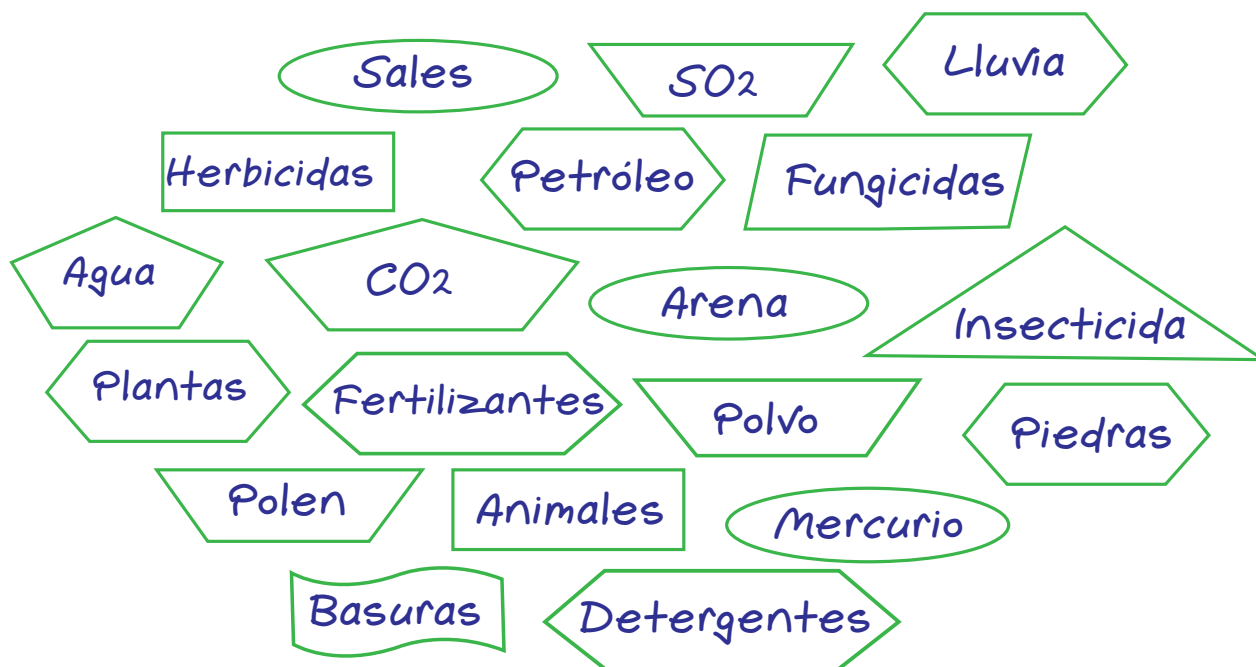 Sales
SO2
Lluvia
Herbicidas
Petróleo
Fungicidas
Agua
CO2
Arena
Insecticida
Plantas
Fertilizantes
Polvo
Piedras
Polen
Animales
Mercurio
Basuras
Detergentes